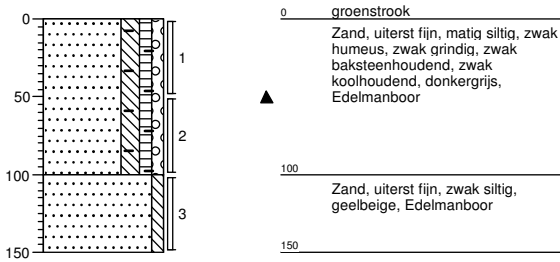 0
50
100
150
1
2
3
0
groenstrook
Zand, uiterst fijn, matig siltig, zwak
humeus, zwak grindig, zwak
baksteenhoudend, zwak
koolhoudend, donkergrijs,
Edelmanboor
100
Zand, uiterst fijn, zwak siltig,
geelbeige, Edelmanboor
150